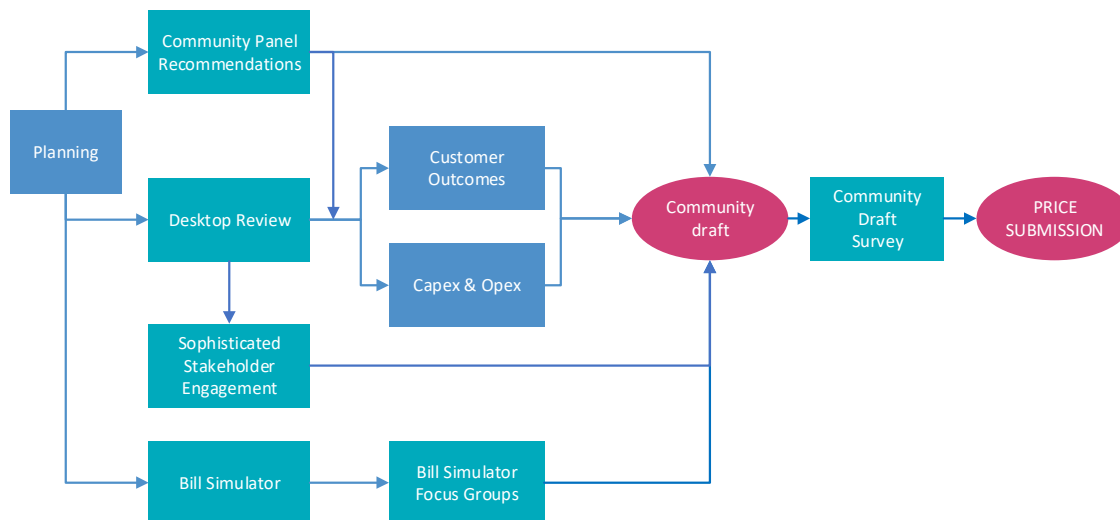 Community Panel
Recommendations
Planning
Customer
Outcomes
Desktop Review
Community
draft
Community
Draft
Survey
PRICE
SUBMISSION
Capex & Opex
Sophisticated
Stakeholder
Engagement
Bill Simulator
Bill Simulator
Focus Groups